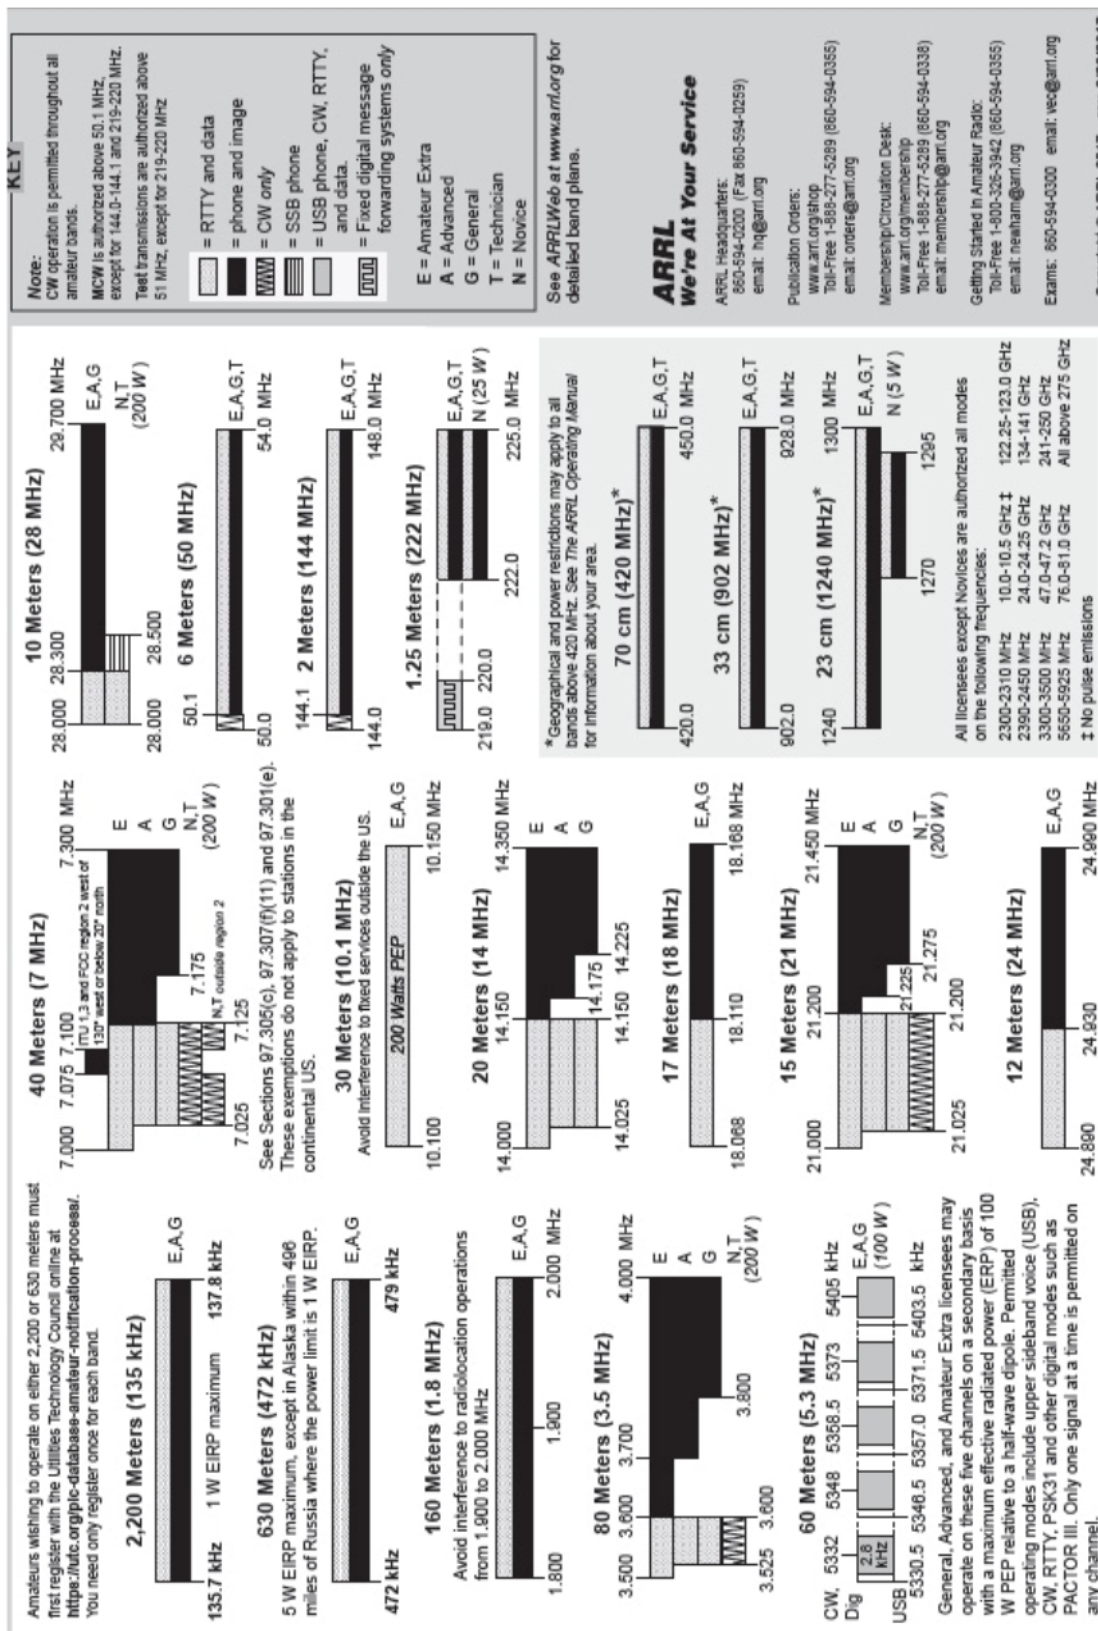 Amateurs wishing to operate on either 2,200 or 630 meters must
first register with the Utilities Technology Council online at
https://utc.org/plc-database-amateur-notification-process/.
You need only register once for each band.
2,200 Meters (135 kHz)
E,A,G
135.7 kHz 1 W EIRP maximum 137.8 kHz
630 Meters (472 kHz)
5 W EIRP maximum, except in Alaska within 496
miles of Russia where the power limit is 1 W EIRP.
E,A,G
472 kHz 479 kHz
160 Meters (1.8 MHz)
Avoid interference to radiolocation operations
from 1.900 to 2.000 MHz
E,A,G
1.800 1.900 2.000 MHz
80 Meters (3.5 MHz)
3.500 3.600 3.700 4.000 MHz
E
A
G
3.800
N,T
(200 W)
3.525 3.600
60 Meters (5.3 MHz)
CW,
Dig
5332 5348 5358.5 5373 5405 kHz
2.8
kHz
E,A,G
(100 W)
USB
5330.5 5346.5 5357.0 5371.5 5403.5 kHz
General, Advanced, and Amateur Extra licensees may
operate on these five channels on a secondary basis
with a maximum effective radiated power (ERP) of 100
W PEP relative to a half-wave dipole. Permitted
operating modes include upper sideband voice (USB),
CW, RTTY, PSK31 and other digital modes such as
PACTOR III. Only one signal at a time is permitted on
any channel.
40 Meters (7 MHz)
7.000 7.075 7.100 7.300 MHz
ITU 1,3 and FCC region 2 west of
130° west or below 20° north
E
A
G
7.175
N,T
(200 W)
N,T outside region 2
7.025 7.125
See Sections 97.305(c), 97.307(f)(11) and 97.301(e).
These exemptions do not apply to stations in the
continental US.
30 Meters (10.1 MHz)
Avoid interference to fixed services outside the US.
200 Watts PEP
E,A,G
10.100 10.150 MHz
20 Meters (14 MHz)
14.000 14.150 14.350 MHz
E
A
G
14.175
14.025 14.150 14.225
17 Meters (18 MHz)
E,A,G
18.068 18.110 18.168 MHz
15 Meters (21 MHz)
21.000 21.200 21.450 MHz
E
A
G
21.225
21.275
N,T
(200 W)
21.025 21.200
12 Meters (24 MHz)
E,A,G
24.890 24.930 24.990 MHz
10 Meters (28 MHz)
28.000 28.300 29.700 MHz
E,A,G
N,T
(200 W)
28.000 28.500
6 Meters (50 MHz)
50.1
E,A,G,T
50.0 54.0 MHz
2 Meters (144 MHz)
144.1
E,A,G,T
144.0 148.0 MHz
1.25 Meters (222 MHz)
E,A,G,T
N (25 W)
219.0 220.0 222.0 225.0 MHz
*Geographical and power restrictions may apply to all
bands above 420 MHz. See The ARRL Operating Manual
for information about your area.
70 cm (420 MHz)*
E,A,G,T
420.0 450.0 MHz
33 cm (902 MHz)*
E,A,G,T
902.0 928.0 MHz
23 cm (1240 MHz)*
1240 1300 MHz
E,A,G,T
N (5 W)
1270 1295
All licensees except Novices are authorized all modes
on the following frequencies:
2300-2310 MHz 10.0-10.5 GHz ‡ 122.25-123.0 GHz
2390-2450 MHz 24.0-24.25 GHz 134-141 GHz
3300-3500 MHz 47.0-47.2 GHz 241-250 GHz
5650-5925 MHz 76.0-81.0 GHz All above 275 GHz
‡ No pulse emissions
KEY
Note:
CW operation is permitted throughout all
amateur bands.
MCW is authorized above 50.1 MHz,
except for 144.0-144.1 and 219-220 MHz.
Test transmissions are authorized above
51 MHz, except for 219-220 MHz
= RTTY and data
= phone and image
= CW only
= SSB phone
= USB phone, CW, RTTY,
and data.
= Fixed digital message
forwarding systems only
E = Amateur Extra
A = Advanced
G = General
T = Technician
N = Novice
See ARRLWeb at www.arrl.org for
detailed band plans.
ARRL
We're At Your Service
ARRL Headquarters:
860-594-0200 (Fax 860-594-0259)
email: hq@arrl.org
Publication Orders:
www.arrl.org/shop
Toll-Free 1-888-277-5289 (860-594-0355)
email: orders@arrl.org
Membership/Circulation Desk:
www.arrl.org/membership
Toll-Free 1-888-277-5289 (860-594-0338)
email: membership@arrl.org
Getting Started in Amateur Radio:
Toll-Free 1-800-326-3942 (860-594-0355)
email: newham@arrl.org
Exams: 860-594-0300 email: vec@arrl.org